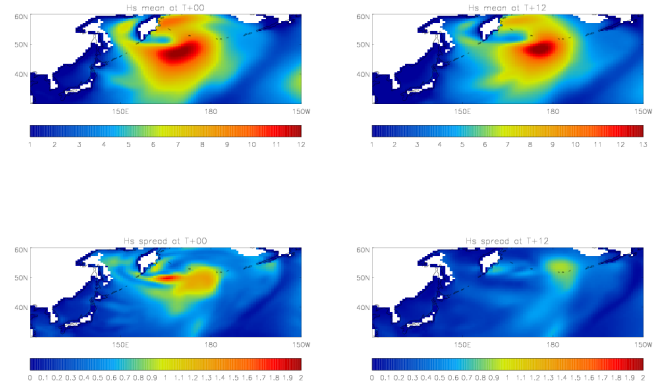 Hs mean at T+00
60N
50N
40N
150E 180 150W
1 2 3 4 5 6 7 8 9 10 11 12
Hs mean at T+12
60N
50N
40N
150E 180 150W
1 2 3 4 5 6 7 8 9 10 11 12 13
Hs spread at T+00
60N
50N
40N
150E 180 150W
0 0.1 0.2 0.3 0.4 0.5 0.6 0.7 0.8 0.9 1 1.1 1.2 1.3 1.4 1.5 1.6 1.7 1.8 1.9 2
Hs spread at T+12
60N
50N
40N
150E 180 150W
0 0.1 0.2 0.3 0.4 0.5 0.6 0.7 0.8 0.9 1 1.1 1.2 1.3 1.4 1.5 1.6 1.7 1.8 1.9 2